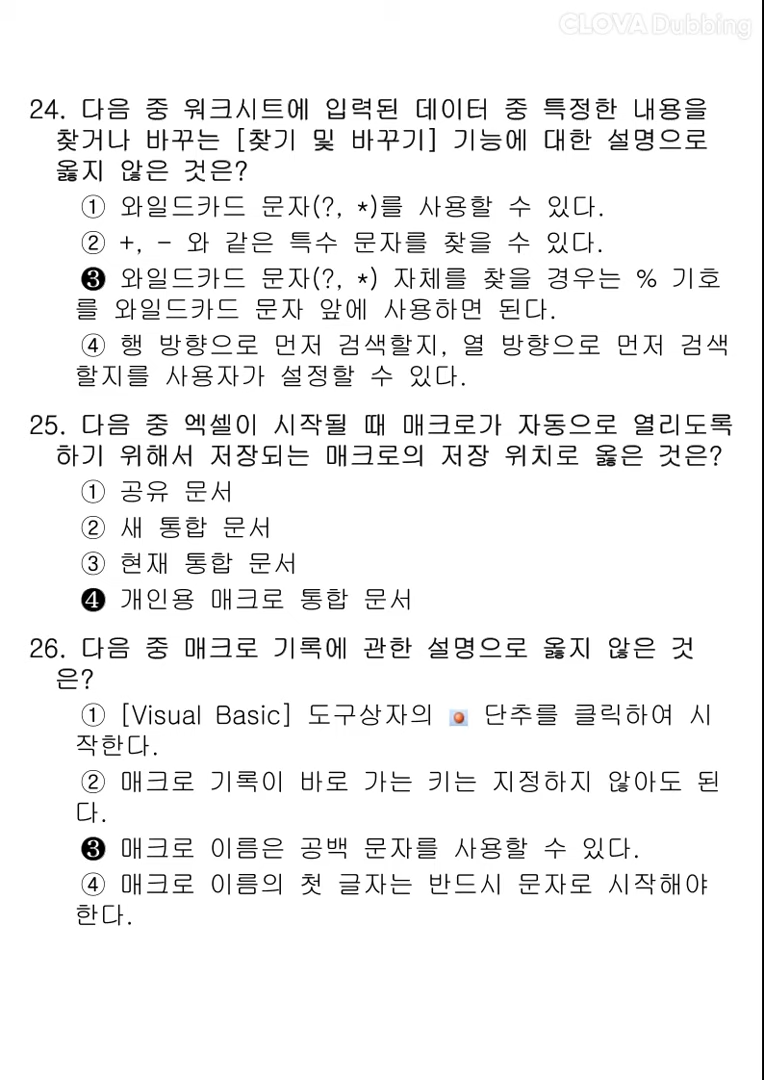 CLOVA Dubbing
24. 다음 중 워크시트에 입력된 데이터 중 특정한 내용을
찾거나 바꾸는 [찾기 및 바꾸기] 기능에 대한 설명으로
옳지 않은 것은?
① 와일드카드 문자(?, *)를 사용할 수 있다.
② +, - 와 같은 특수 문자를 찾을 수 있다.
❸ 와일드카드 문자(?, *) 자체를 찾을 경우는 % 기호
를 와일드카드 문자 앞에 사용하면 된다.
④ 행 방향으로 먼저 검색할지, 열 방향으로 먼저 검색
할지를 사용자가 설정할 수 있다.
25. 다음 중 엑셀이 시작될 때 매크로가 자동으로 열리도록
하기 위해서 저장되는 매크로의 저장 위치로 옳은 것은?
① 공유 문서
② 새 통합 문서
③ 현재 통합 문서
❹ 개인용 매크로 통합 문서
26. 다음 중 매크로 기록에 관한 설명으로 옳지 않은 것
은?
① [Visual Basic] 도구상자의 단추를 클릭하여 시
작한다.
② 매크로 기록이 바로 가는 키는 지정하지 않아도 된
다.
❸ 매크로 이름은 공백 문자를 사용할 수 있다.
④ 매크로 이름의 첫 글자는 반드시 문자로 시작해야
한다.